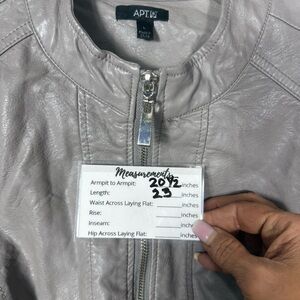 APT.9
L
Measurements
Armpit to Armpit: 20 1/2 inches
Length: 25 inches
Waist Across Laying Flat: inches
Rise: inches
Inseam: inches
Hip Across Laying Flat: inches